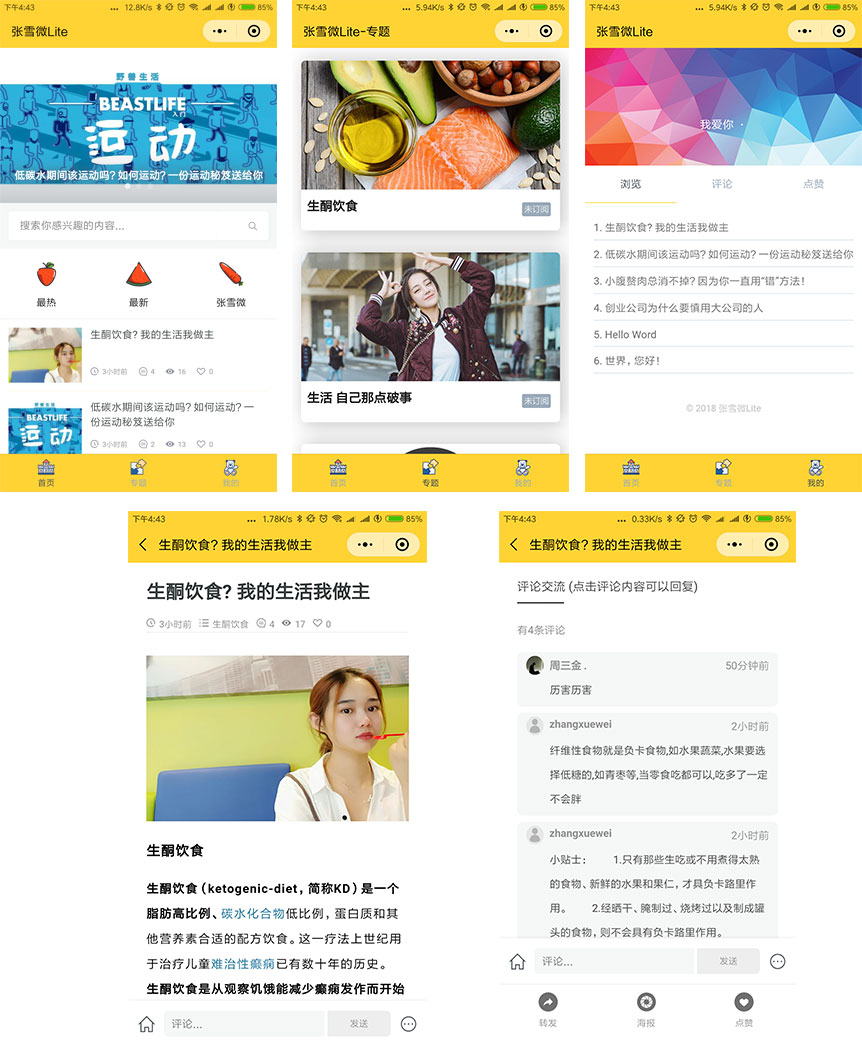 下午4:43
... 12.8K/s
85%
张雪微Lite
野兽生活
BEASTLIFE
入门
运动
低碳水期间该运动吗? 如何运动? 一份运动秘笈送给你
搜索你感兴趣的内容...
最热
最新
张雪微
生酮饮食? 我的生活我做主
3小时前 4 16 0
低碳水期间该运动吗? 如何运动? 一
份运动秘笈送给你
3小时前 2 13 0
野兽生活
BEASTLIFE
运动
首页
专题
我的
下午4:43
... 5.94K/s
85%
张雪微Lite-专题
生酮饮食
未订阅
生活 自己那点破事
未订阅
首页
专题
我的
下午4:43
... 5.94K/s
85%
张雪微Lite
我爱你 ·
浏览
评论
点赞
1. 生酮饮食? 我的生活我做主
2. 低碳水期间该运动吗? 如何运动? 一份运动秘笈送给你
3. 小腹赘肉总消不掉? 因为你一直用“错”方法!
4. 创业公司为什么要慎用大公司的人
5. Hello Word
6. 世界, 您好!
© 2018 张雪微Lite
首页
专题
我的
下午4:43
... 1.78K/s
85%
生酮饮食? 我的生活我做主
生酮饮食? 我的生活我做主
3小时前 生酮饮食 4 17 0
生酮饮食
生酮饮食（ketogenic-diet, 简称KD）是一个
脂肪高比例、碳水化合物低比例, 蛋白质和其
他营养素合适的配方饮食。这一疗法上世纪用
于治疗儿童难治性癫痫已有数十年的历史。
生酮饮食是从观察饥饿能减少癫痫发作而开始
评论...
发送
下午4:43
... 0.33K/s
85%
生酮饮食? 我的生活我做主
评论交流 (点击评论内容可以回复)
有4条评论
周三金 .
50分钟前
历害历害
zhangxuewei
2小时前
纤维性食物就是负卡食物,如水果蔬菜,水果要选
择低糖的,如青枣等,当零食吃都可以,吃多了一定
不会胖
zhangxuewei
2小时前
小贴士： 1.只有那些生吃或不用煮得太熟
的食物、新鲜的水果和果仁, 才具负卡路里作
用。 2.经晒干、腌制过、烧烤过以及制成罐
头的食物, 则不会具有负卡路里作用。
评论...
发送
转发
海报
点赞